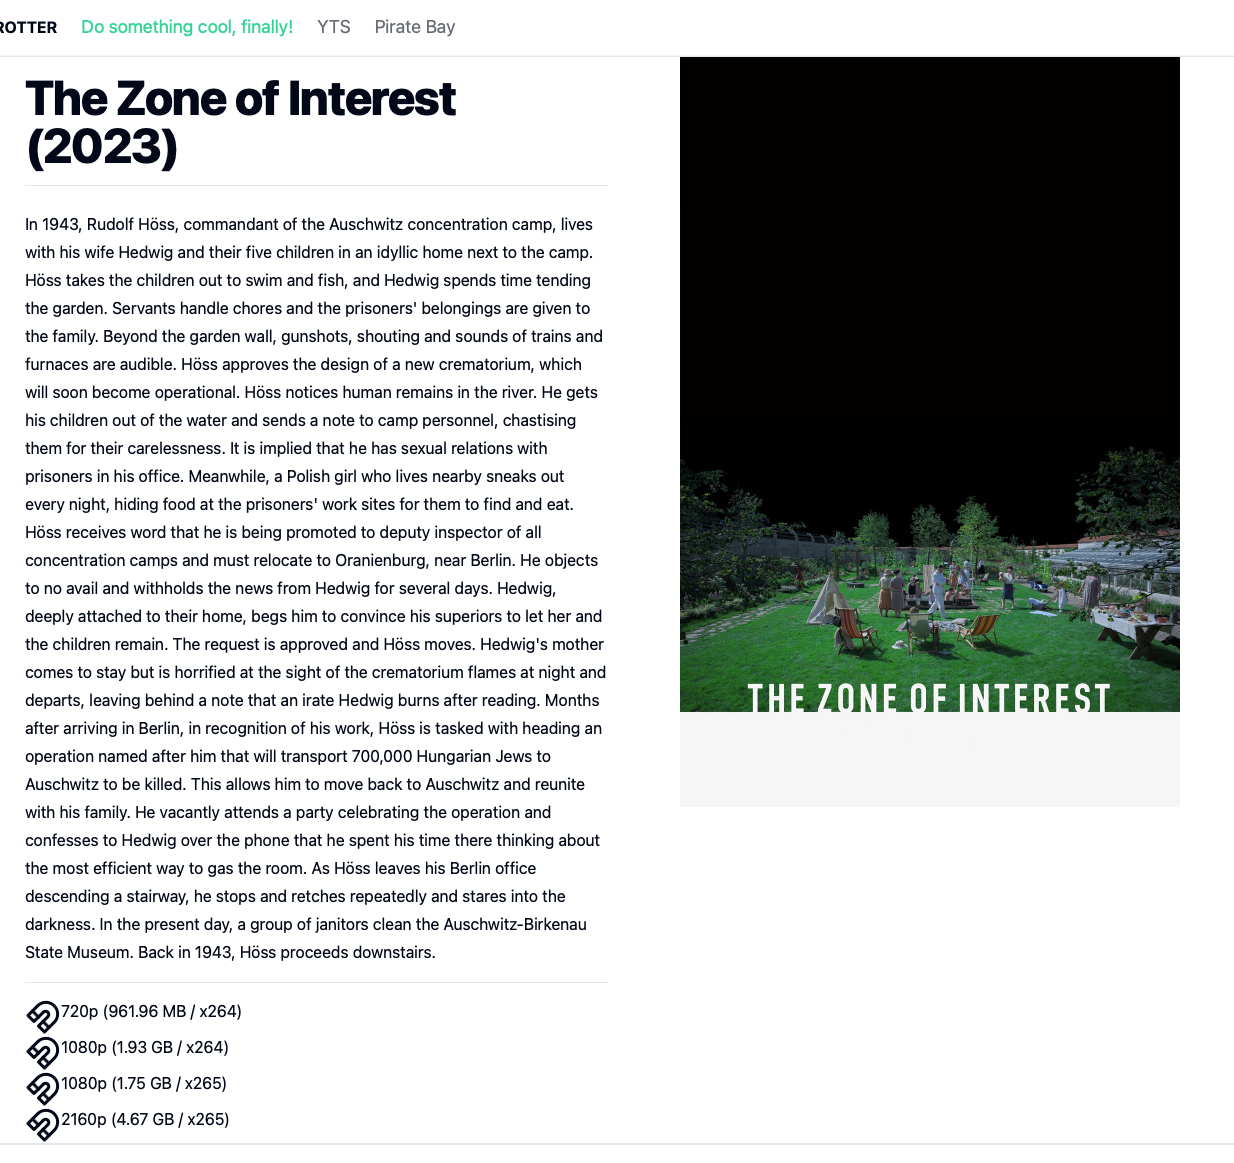 ROTTER Do something cool, finally! YTS Pirate Bay
The Zone of Interest
(2023)
In 1943, Rudolf Höss, commandant of the Auschwitz concentration camp, lives
with his wife Hedwig and their five children in an idyllic home next to the camp.
Höss takes the children out to swim and fish, and Hedwig spends time tending
the garden. Servants handle chores and the prisoners' belongings are given to
the family. Beyond the garden wall, gunshots, shouting and sounds of trains and
furnaces are audible. Höss approves the design of a new crematorium, which
will soon become operational. Höss notices human remains in the river. He gets
his children out of the water and sends a note to camp personnel, chastising
them for their carelessness. It is implied that he has sexual relations with
prisoners in his office. Meanwhile, a Polish girl who lives nearby sneaks out
every night, hiding food at the prisoners' work sites for them to find and eat.
Höss receives word that he is being promoted to deputy inspector of all
concentration camps and must relocate to Oranienburg, near Berlin. He objects
to no avail and withholds the news from Hedwig for several days. Hedwig,
deeply attached to their home, begs him to convince his superiors to let her and
the children remain. The request is approved and Höss moves. Hedwig's mother
comes to stay but is horrified at the sight of the crematorium flames at night and
departs, leaving behind a note that an irate Hedwig burns after reading. Months
after arriving in Berlin, in recognition of his work, Höss is tasked with heading an
operation named after him that will transport 700,000 Hungarian Jews to
Auschwitz to be killed. This allows him to move back to Auschwitz and reunite
with his family. He vacantly attends a party celebrating the operation and
confesses to Hedwig over the phone that he spent his time there thinking about
the most efficient way to gas the room. As Höss leaves his Berlin office
descending a stairway, he stops and retches repeatedly and stares into the
darkness. In the present day, a group of janitors clean the Auschwitz-Birkenau
State Museum. Back in 1943, Höss proceeds downstairs.
720p (961.96 MB / x264)
1080p (1.93 GB / x264)
1080p (1.75 GB / x265)
2160p (4.67 GB / x265)
THE ZONE OF INTEREST